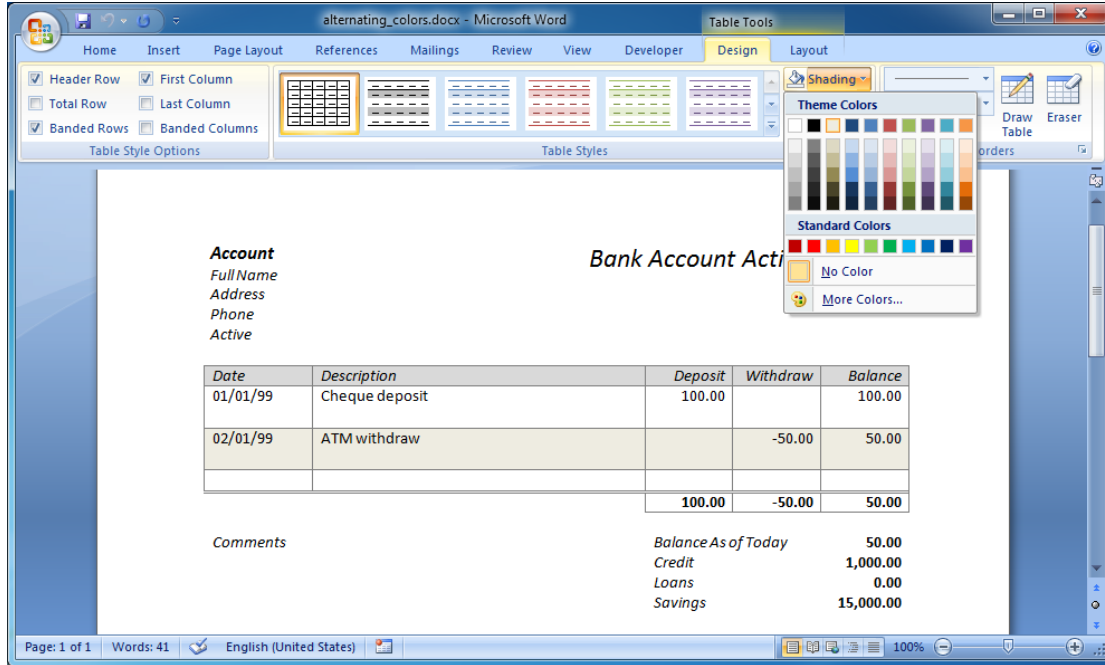 alternating_colors.docx - Microsoft Word
Table Tools
Home Insert Page Layout References Mailings Review View Developer Design Layout
Header Row First Column
Total Row Last Column
Banded Rows Banded Columns
Table Style Options
Table Styles
Shading
Draw Table
Eraser
orders
Theme Colors
Standard Colors
No Color
More Colors...
Account
Bank Account Acti
Full Name
Address
Phone
Active
Date Description Deposit Withdraw Balance
01/01/99 Cheque deposit 100.00 100.00
02/01/99 ATM withdraw -50.00 50.00
100.00 -50.00 50.00
Comments
Balance As of Today 50.00
Credit 1,000.00
Loans 0.00
Savings 15,000.00
Page: 1 of 1 Words: 41 English (United States) 100%